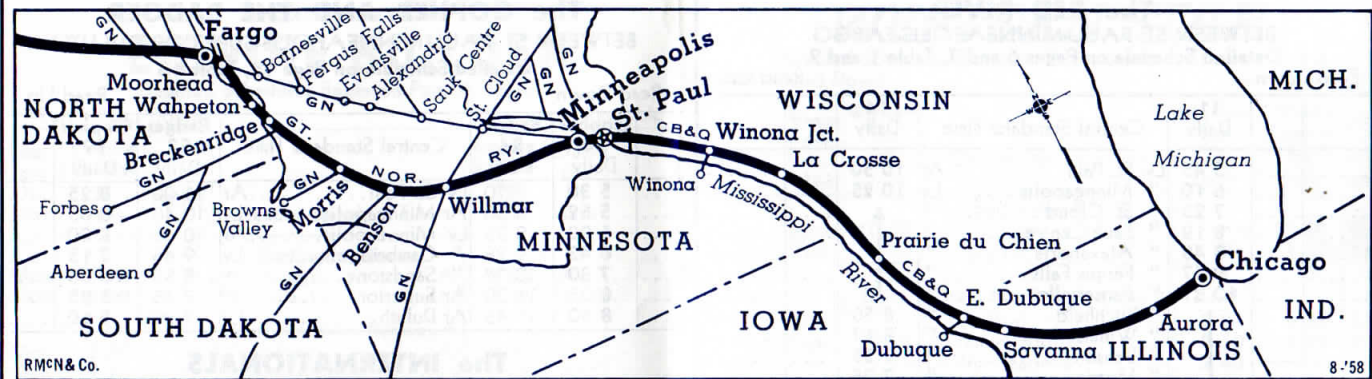 GN
Fargo
Barnesville
Fergus Falls
Evansville
Alexandria
Sauk Centre
St. Cloud
GN
GN
Minneapolis
St. Paul
GN
Moorhead
Wahpeton
NORTH
DAKOTA
Breckenridge
GT.
NOR.
RY.
GN
Forbes
GN
Aberdeen
GN
Browns
Valley
Morris
Benson
GN
Willmar
GN
SOUTH DAKOTA
MINNESOTA
CB&Q
Winona Jct.
Winona
La Crosse
Mississippi
River
WISCONSIN
Prairie du Chien
CB&Q
E. Dubuque
Dubuque
Savanna
IOWA
ILLINOIS
Aurora
Chicago
Lake
Michigan
MICH.
IND.
RMCN & Co.
8-'58